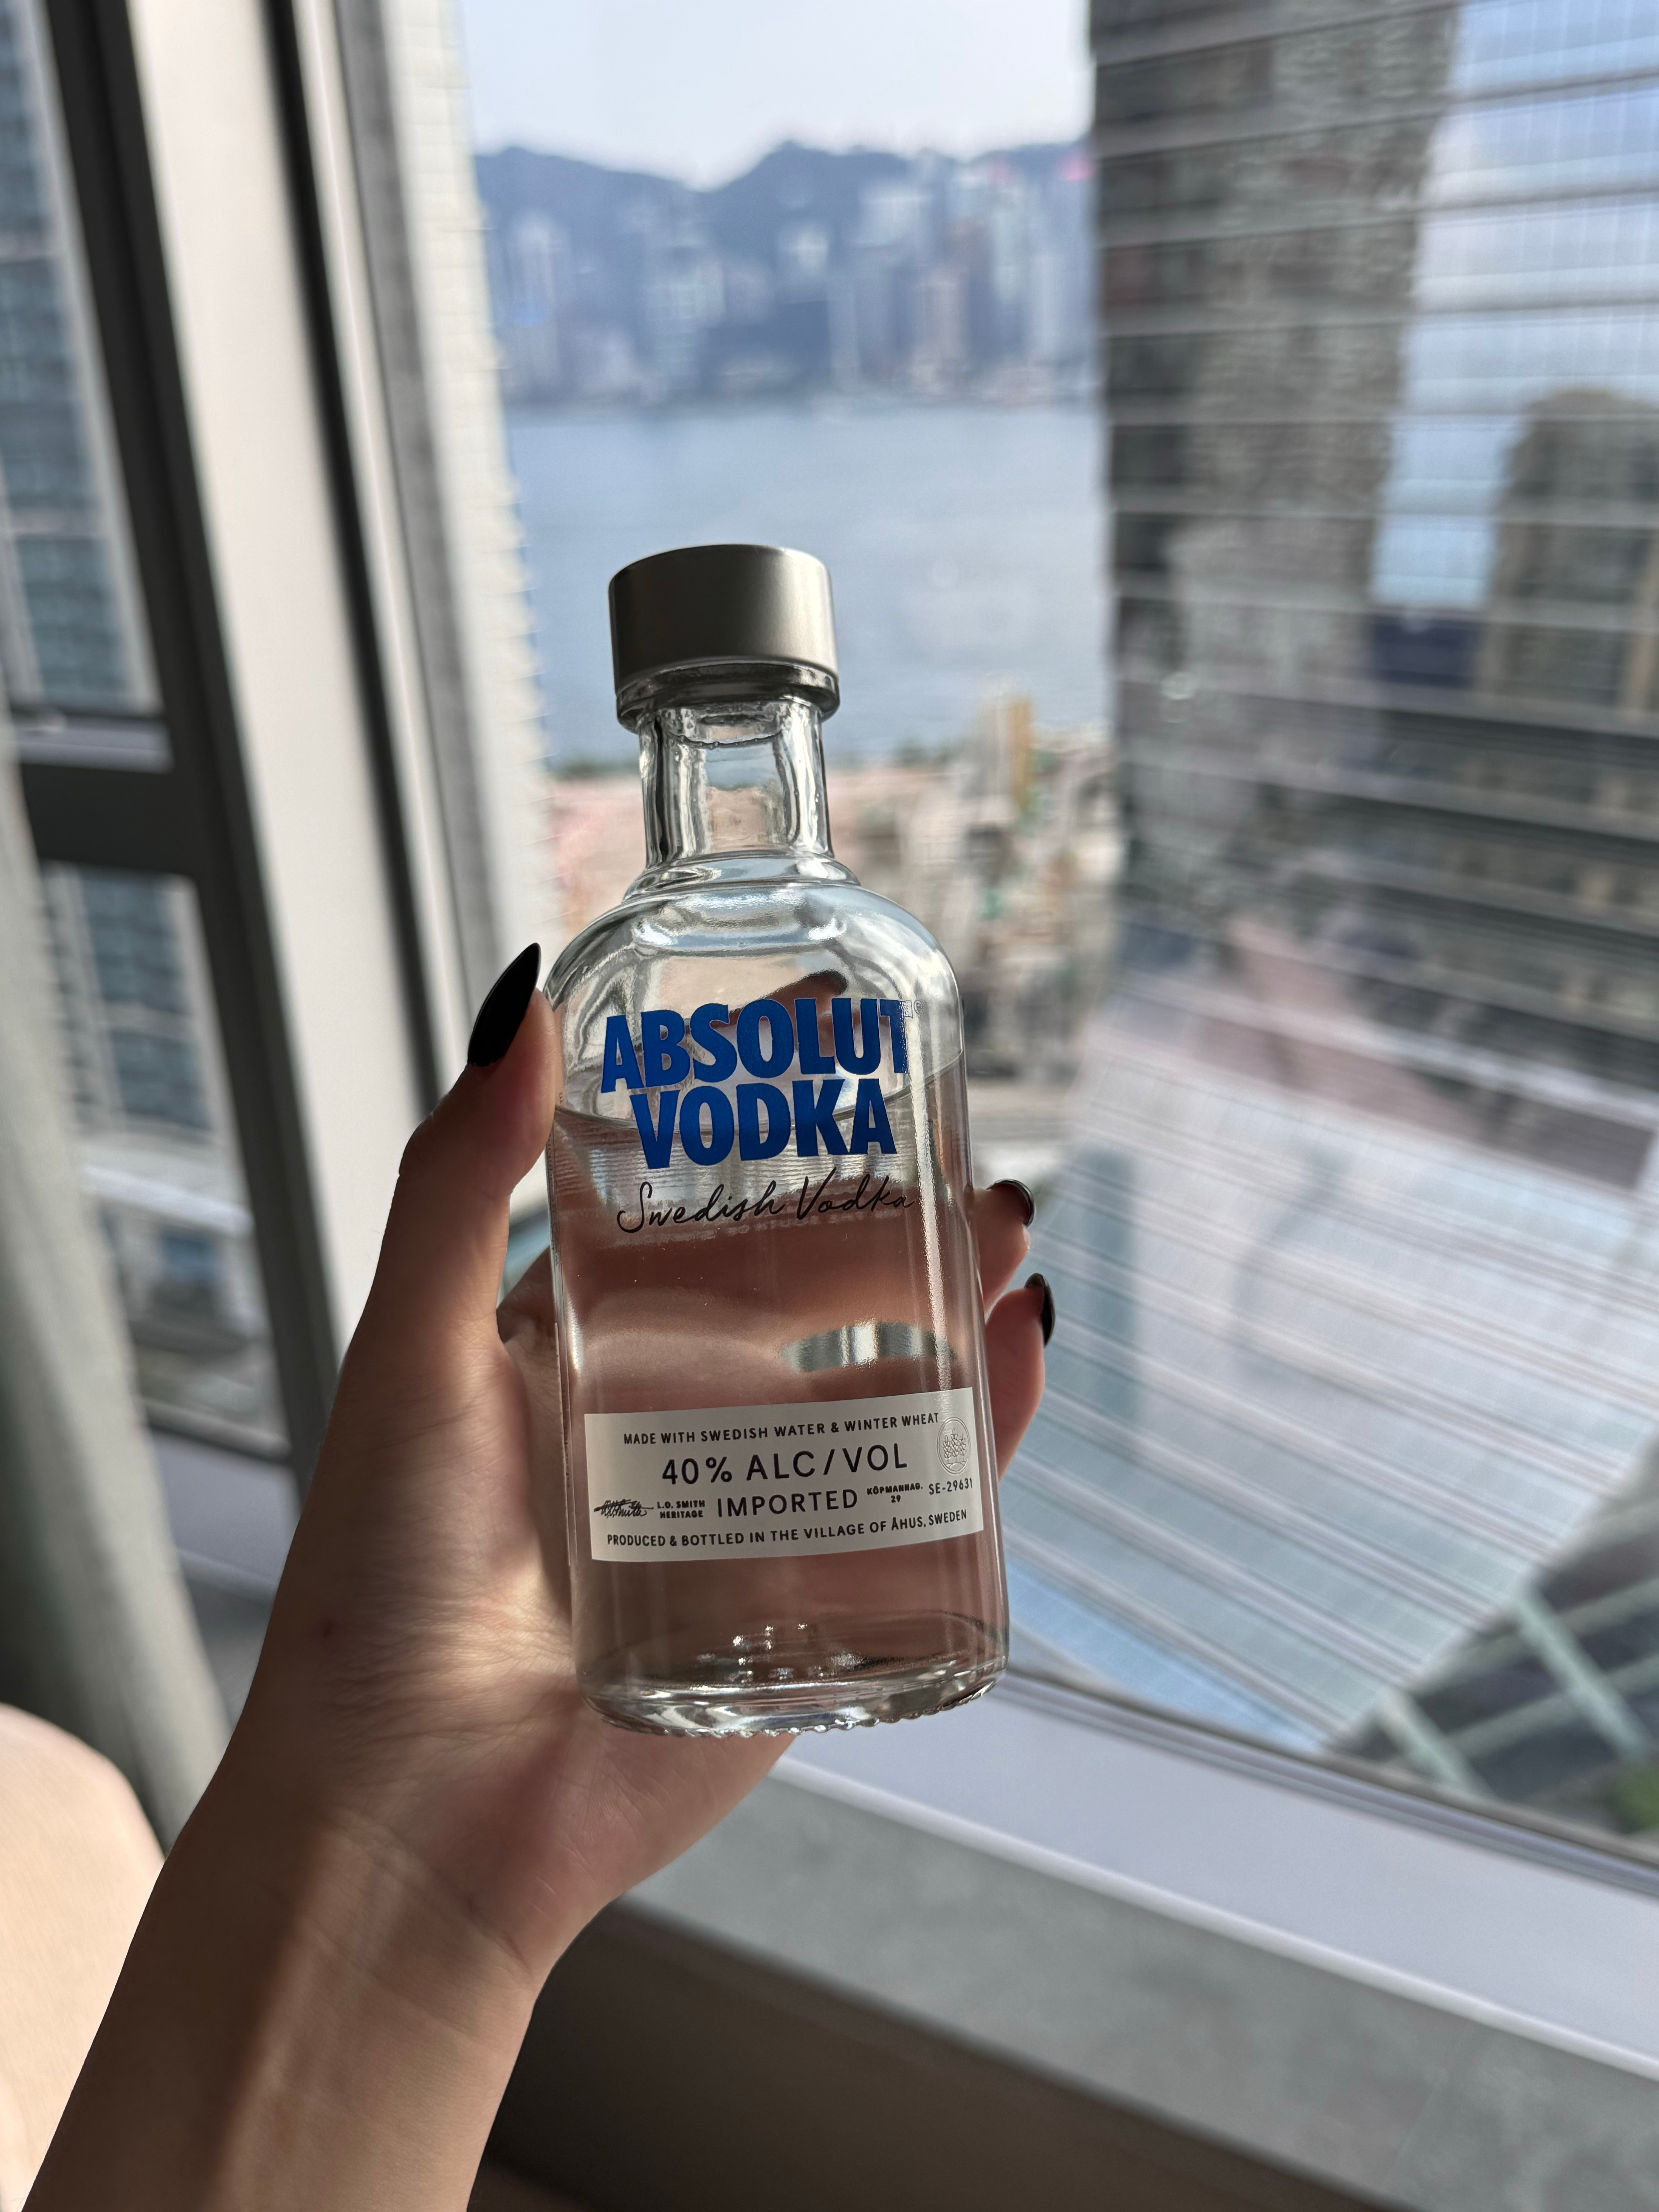 ABSOLUT
VODKA
Swedish Vodka
MADE WITH SWEDISH WATER & WINTER WHEAT
40% ALC/VOL
L.O. SMITH HERITAGE IMPORTED KÖPMANNAG. 29 SE-29631
PRODUCED & BOTTLED IN THE VILLAGE OF ÅHUS, SWEDEN